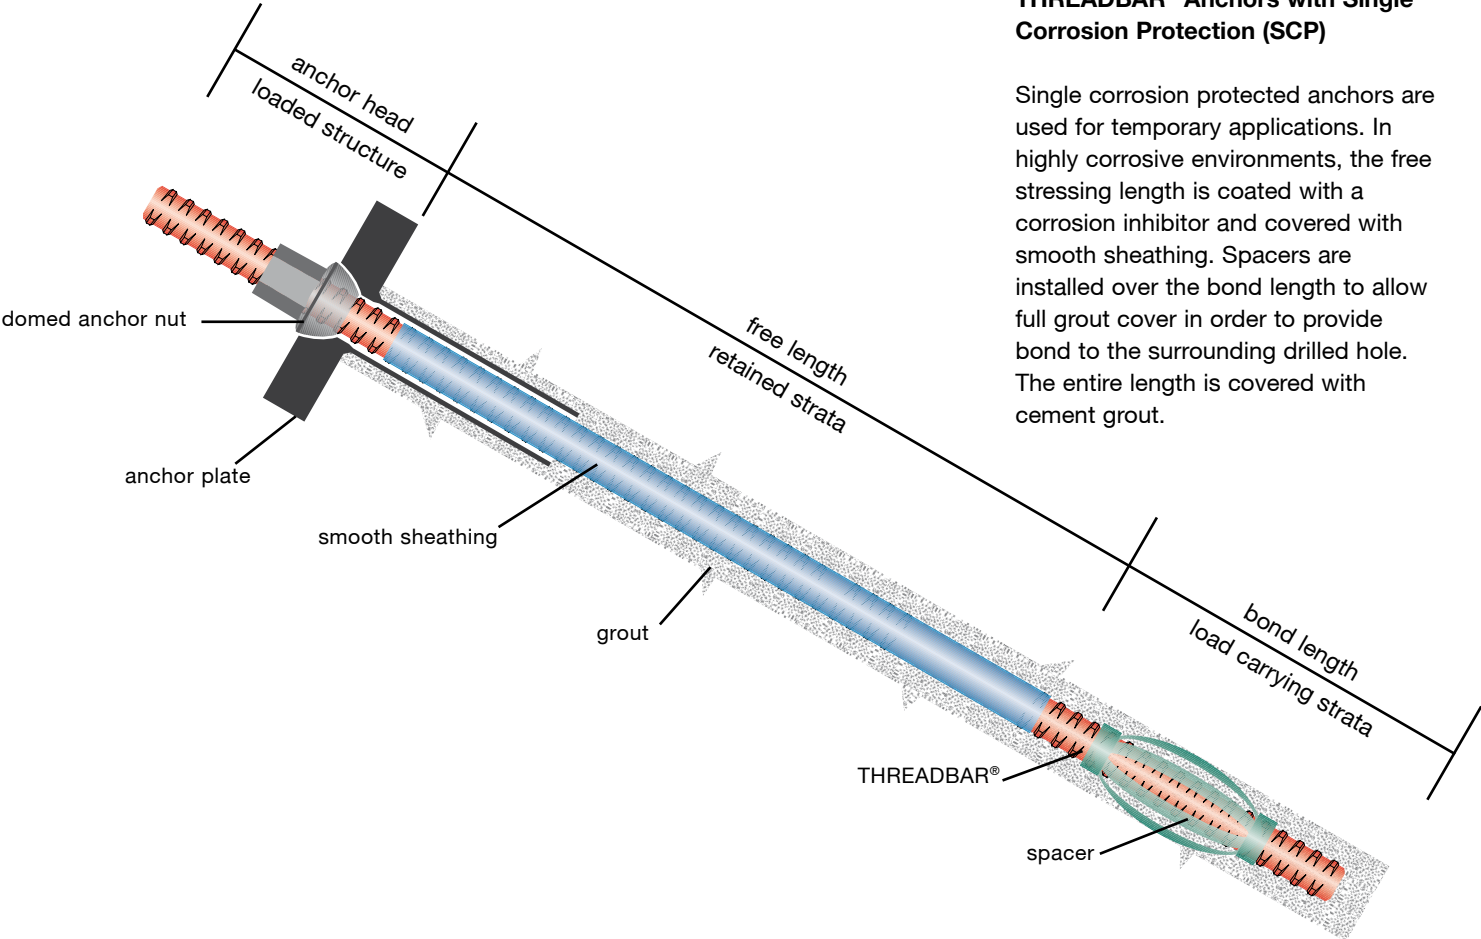 THREADBAR® Anchors with Single
Corrosion Protection (SCP)
Single corrosion protected anchors are
used for temporary applications. In
highly corrosive environments, the free
stressing length is coated with a
corrosion inhibitor and covered with
smooth sheathing. Spacers are
installed over the bond length to allow
full grout cover in order to provide
bond to the surrounding drilled hole.
The entire length is covered with
cement grout.
anchor head
loaded structure
domed anchor nut
free length
retained strata
anchor plate
smooth sheathing
grout
bond length
load carrying strata
THREADBAR®
spacer